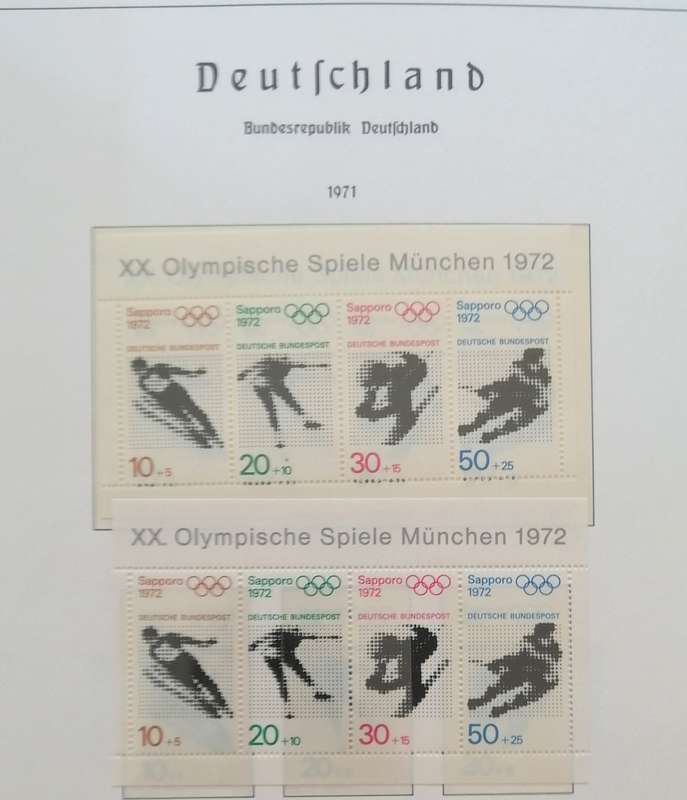 Deutſchland
Bundesrepublik Deutſchland
1971
XX. Olympische Spiele München 1972
Sapporo 1972
DEUTSCHE BUNDESPOST
10+5
Sapporo 1972
DEUTSCHE BUNDESPOST
20+10
Sapporo 1972
DEUTSCHE BUNDESPOST
30+15
Sapporo 1972
DEUTSCHE BUNDESPOST
50+25
XX. Olympische Spiele München 1972
Sapporo 1972
DEUTSCHE BUNDESPOST
10+5
Sapporo 1972
DEUTSCHE BUNDESPOST
20+10
Sapporo 1972
DEUTSCHE BUNDESPOST
30+15
Sapporo 1972
DEUTSCHE BUNDESPOST
50+25